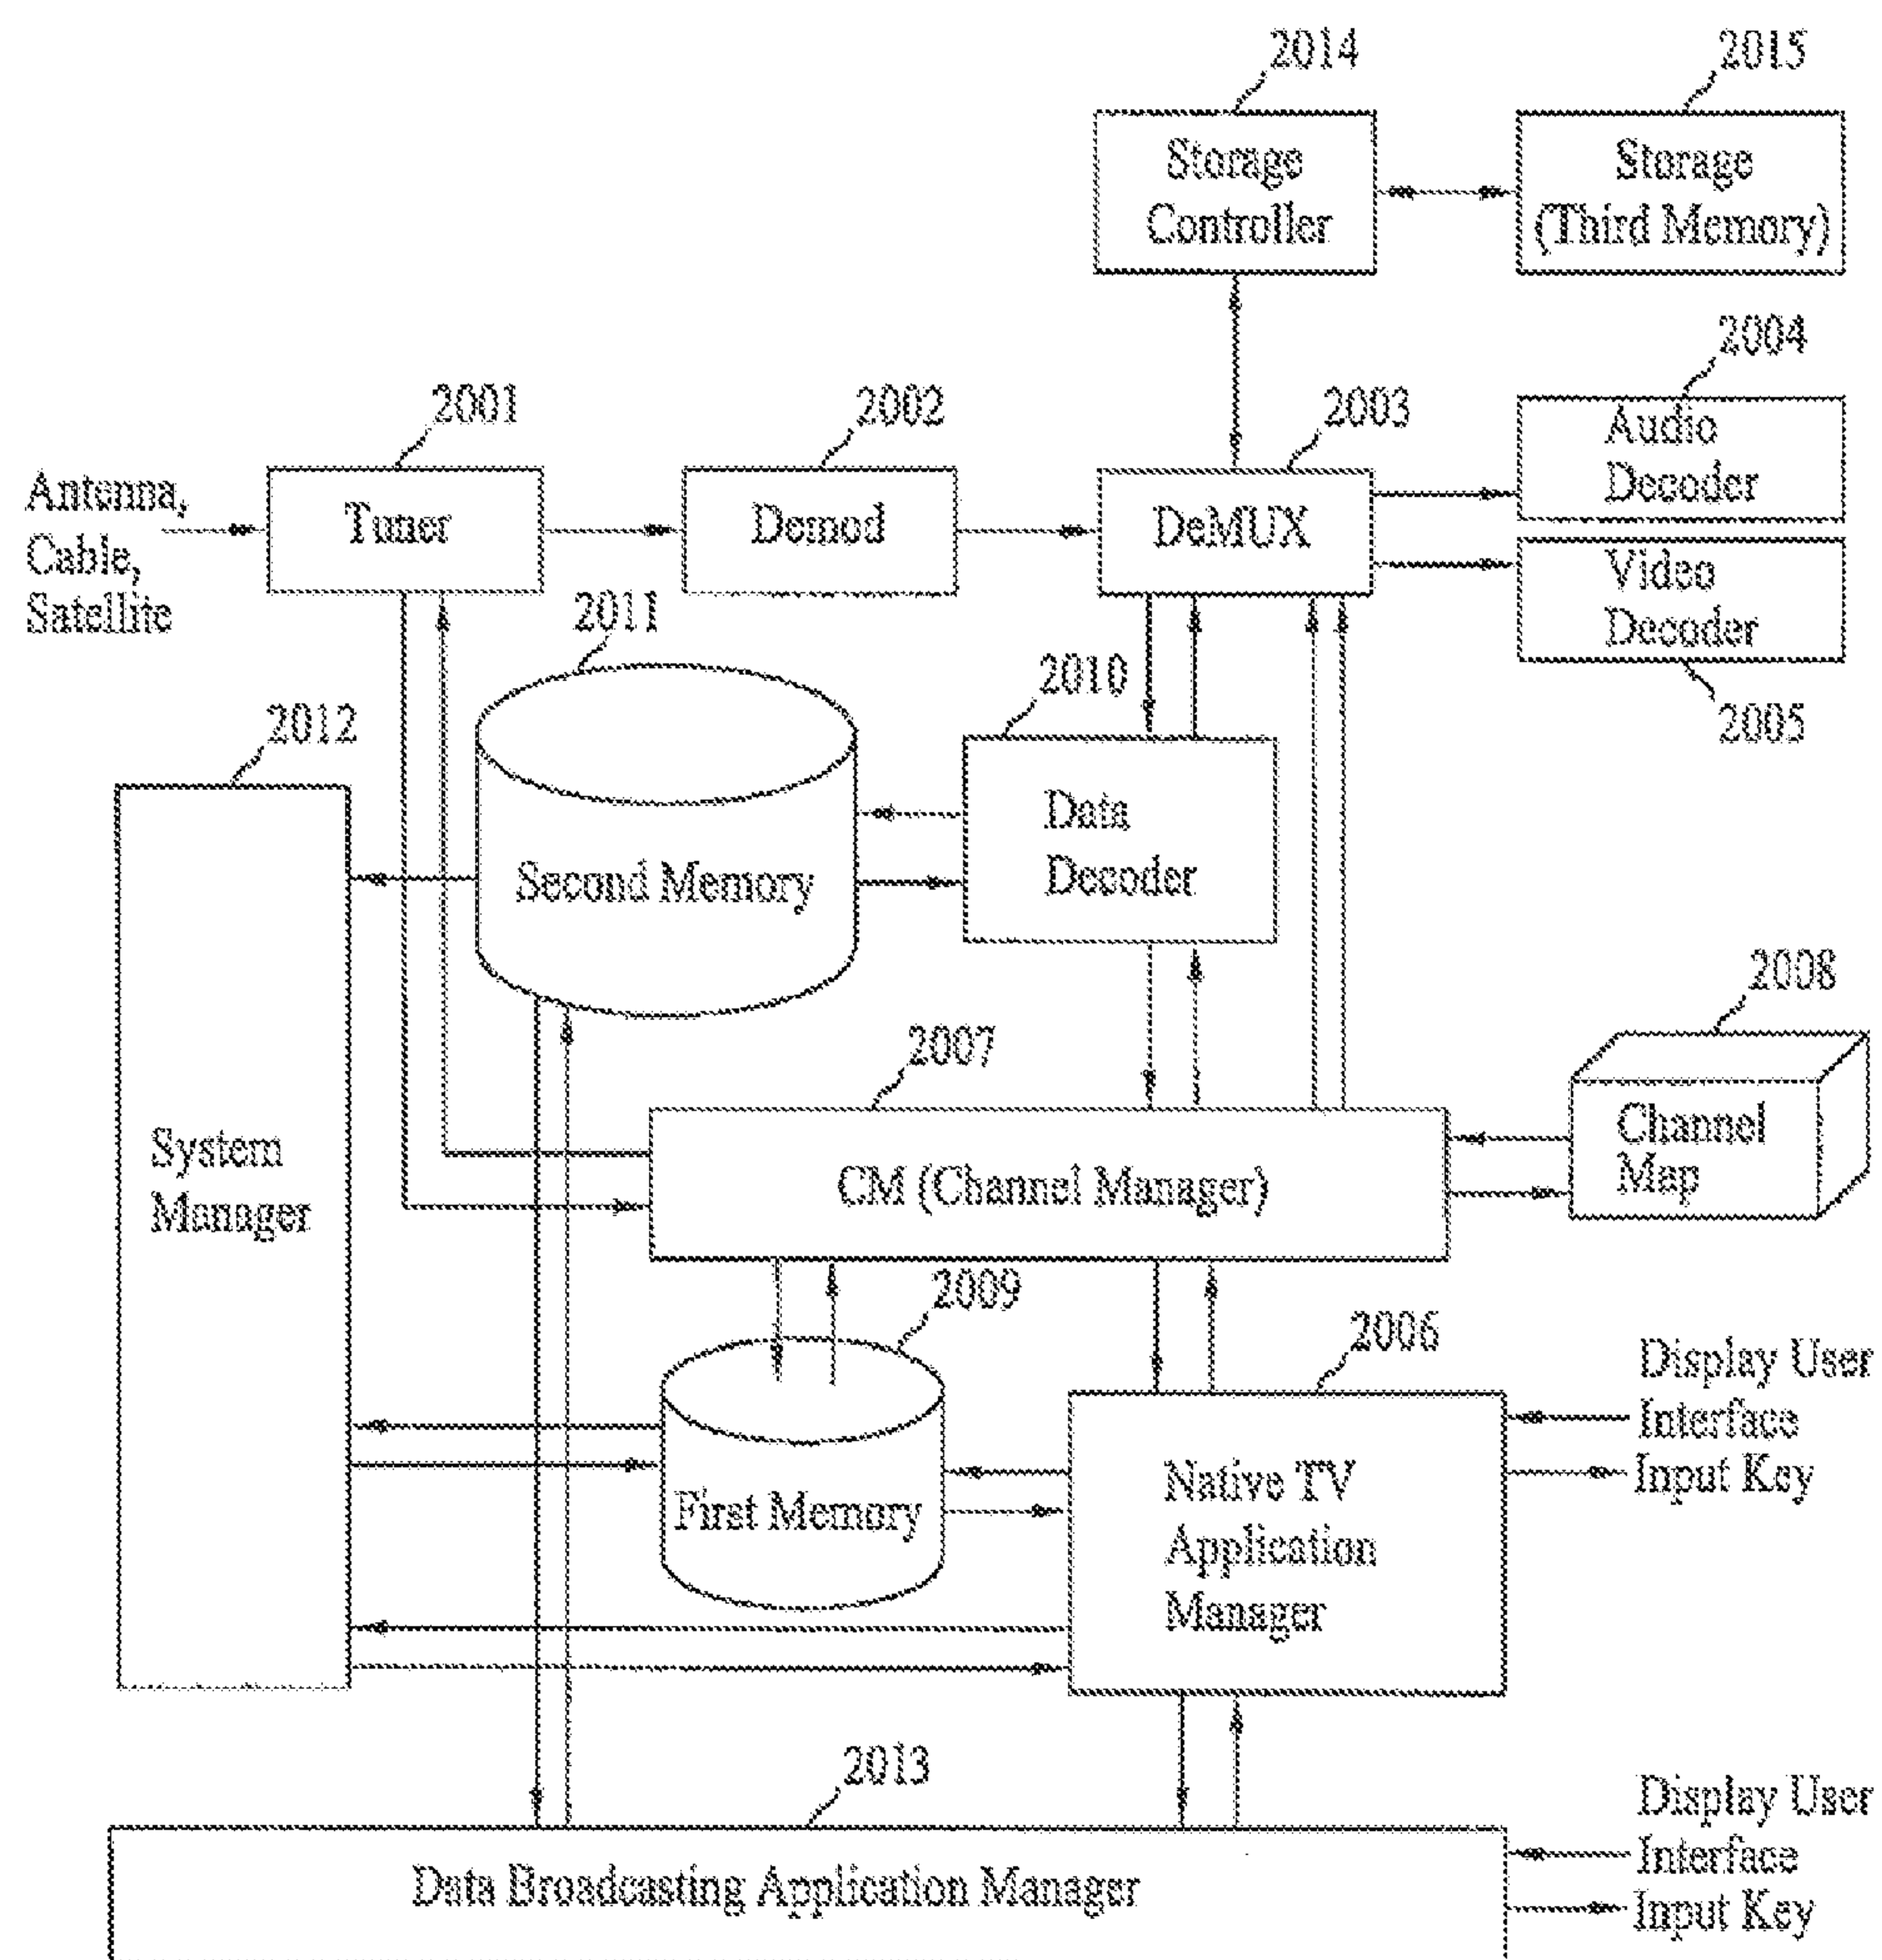 2014
2015
Storage
Controller
Storage
(Third Memory)
2004
2001
2002
2003
Audio
Decoder
Antenna,
Cable,
Satellite
Tuner
Demod
DeMUX
Video
Decoder
2011
2010
2005
2012
Data
Decoder
Second Memory
2008
2007
Channel
Map
System
Manager
CM (Channel Manager)
2009
2006
Display User
Interface
Input Key
Native TV
Application
Manager
First Memory
2013
Display User
Interface
Input Key
Data Broadcasting Application Manager